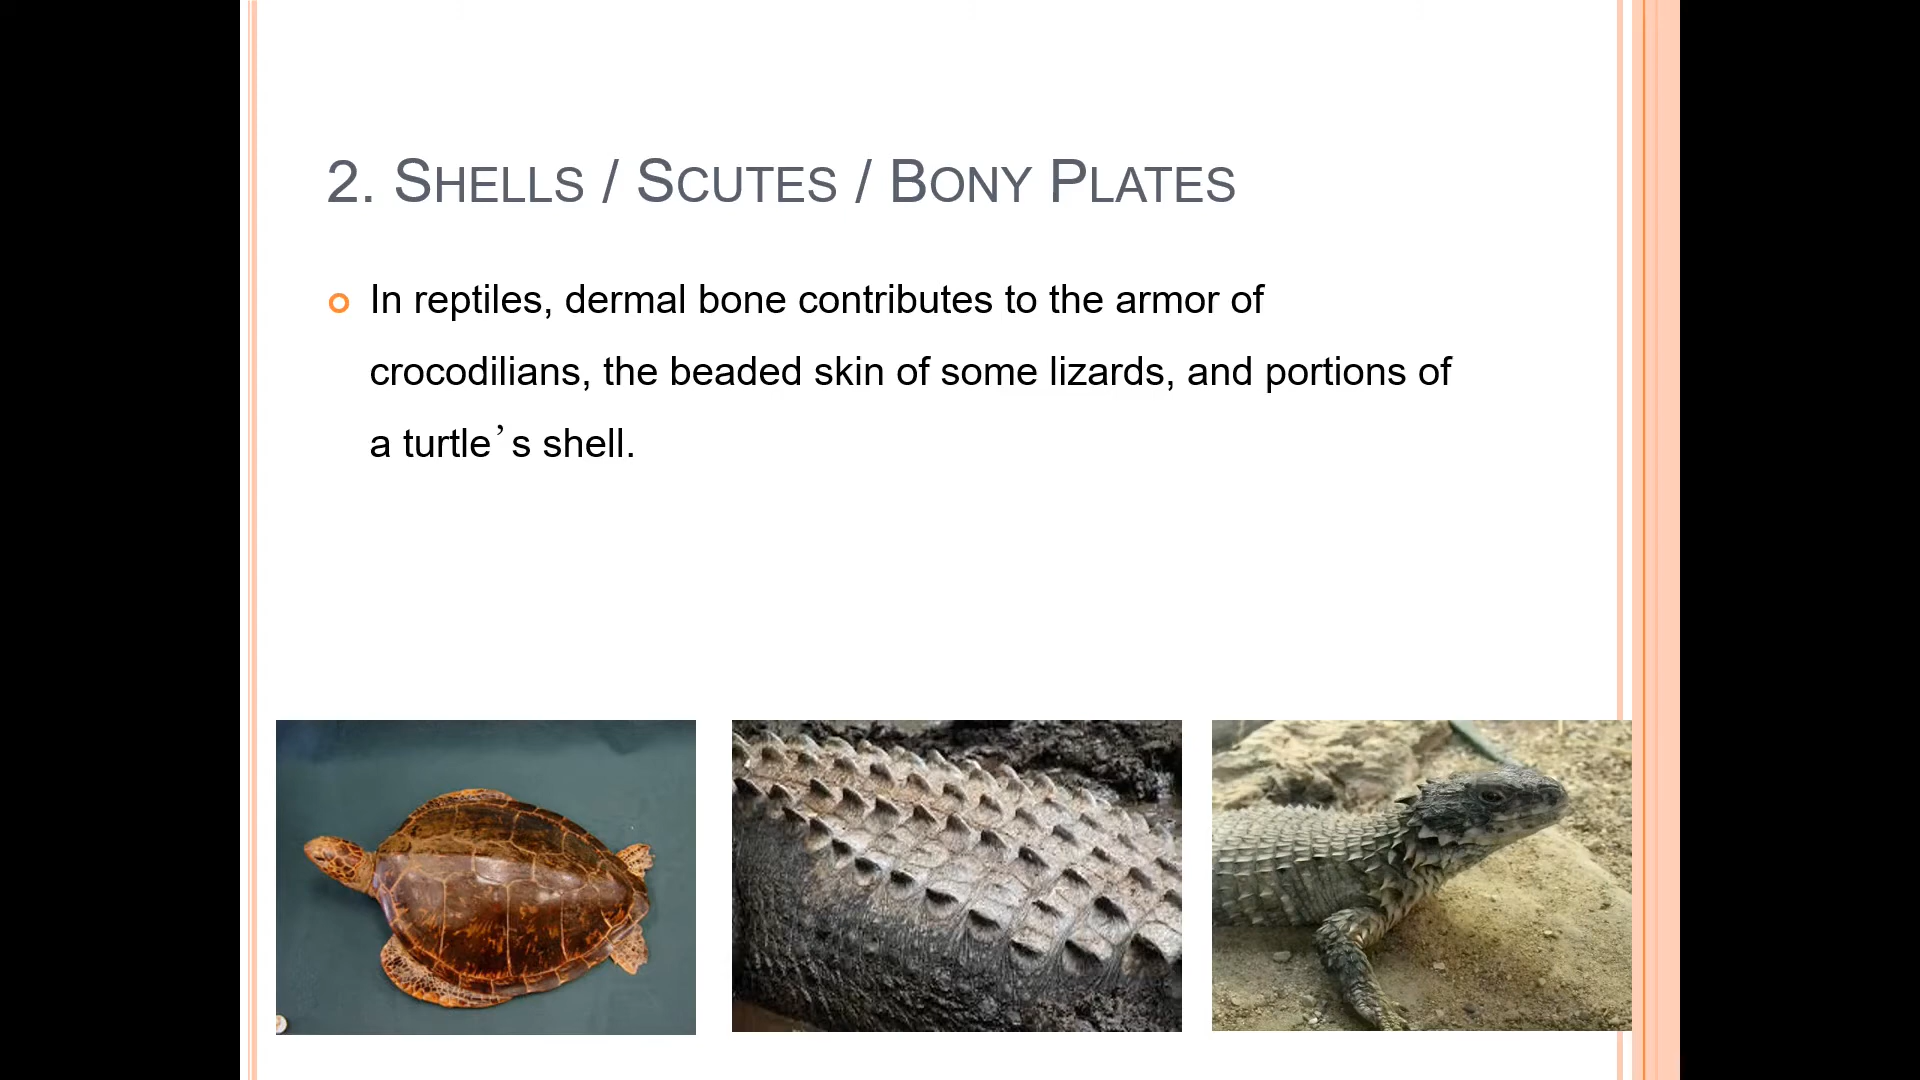 2. SHELLS / SCUTES / BONY PLATES
In reptiles, dermal bone contributes to the armor of
crocodilians, the beaded skin of some lizards, and portions of
a turtle’s shell.